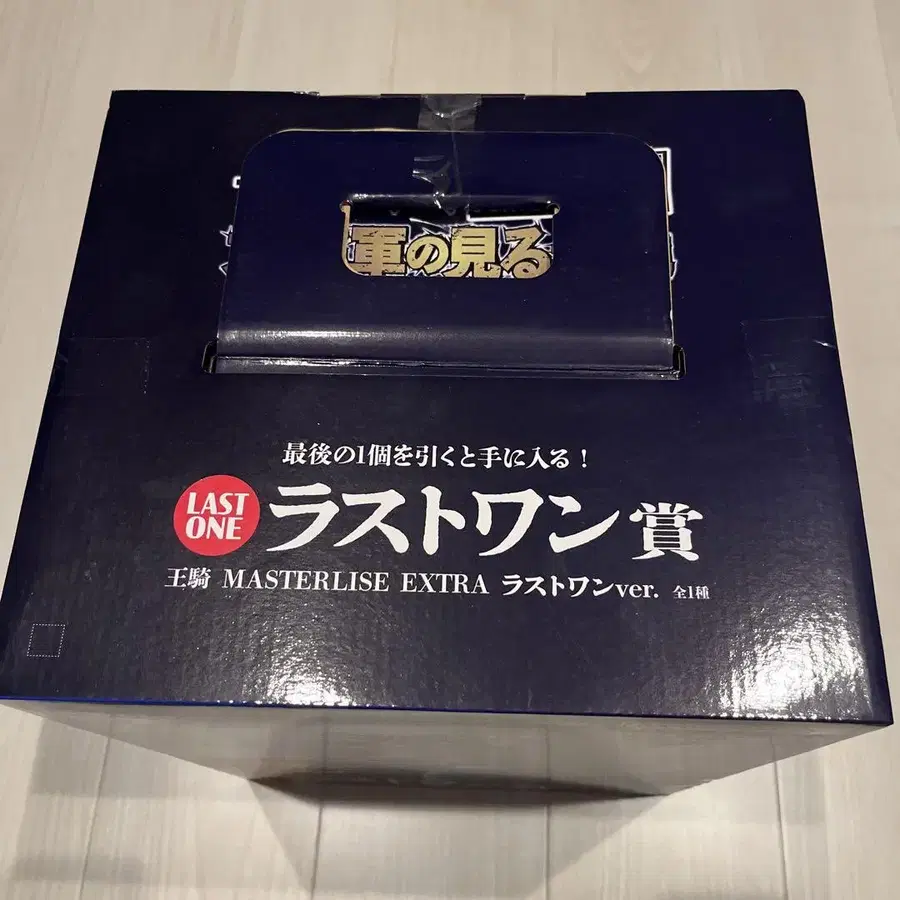 軍の見る
最後の1個を引くと手に入る！
LAST
ONE
ラストワン賞
王騎 MASTERLISE EXTRA ラストワンver. 全1種